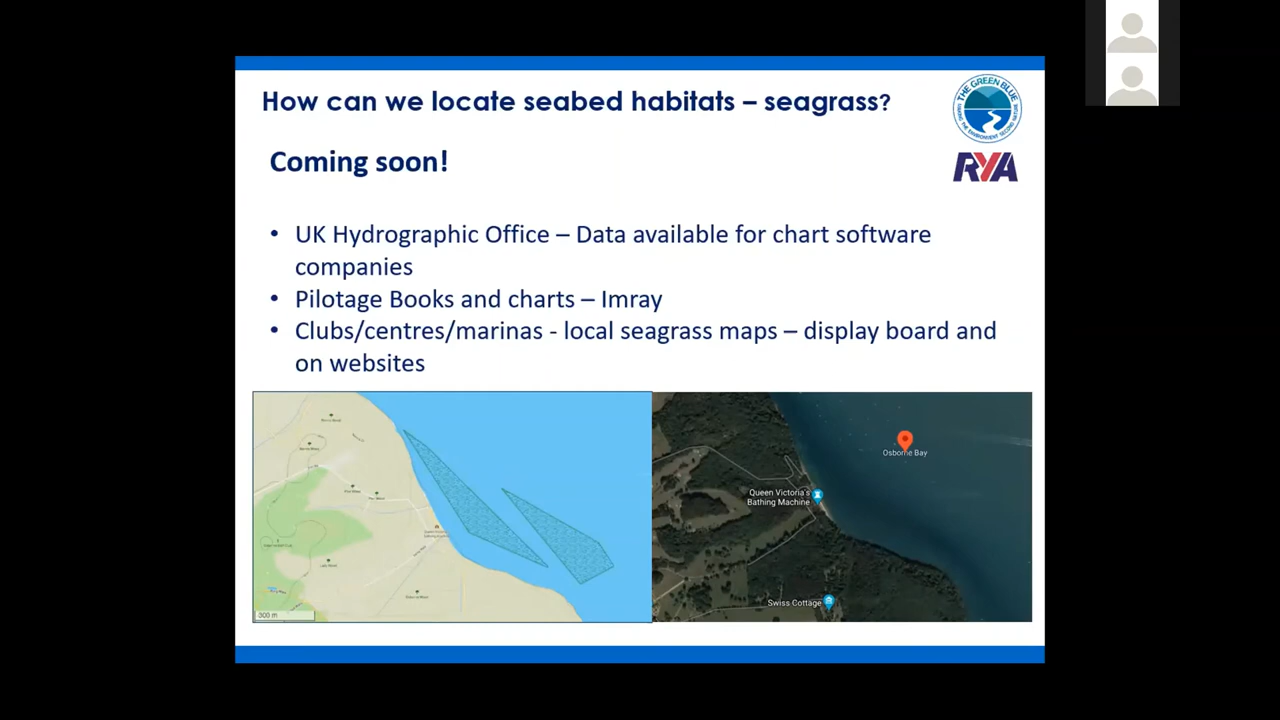 How can we locate seabed habitats – seagrass?
THE GREEN BLUE
RYA
Coming soon!
• UK Hydrographic Office – Data available for chart software
companies
• Pilotage Books and charts – Imray
• Clubs/centres/marinas - local seagrass maps – display board and
on websites
Osborne Bay
Queen Victoria's
Bathing Machine
Swiss Cottage
300 m